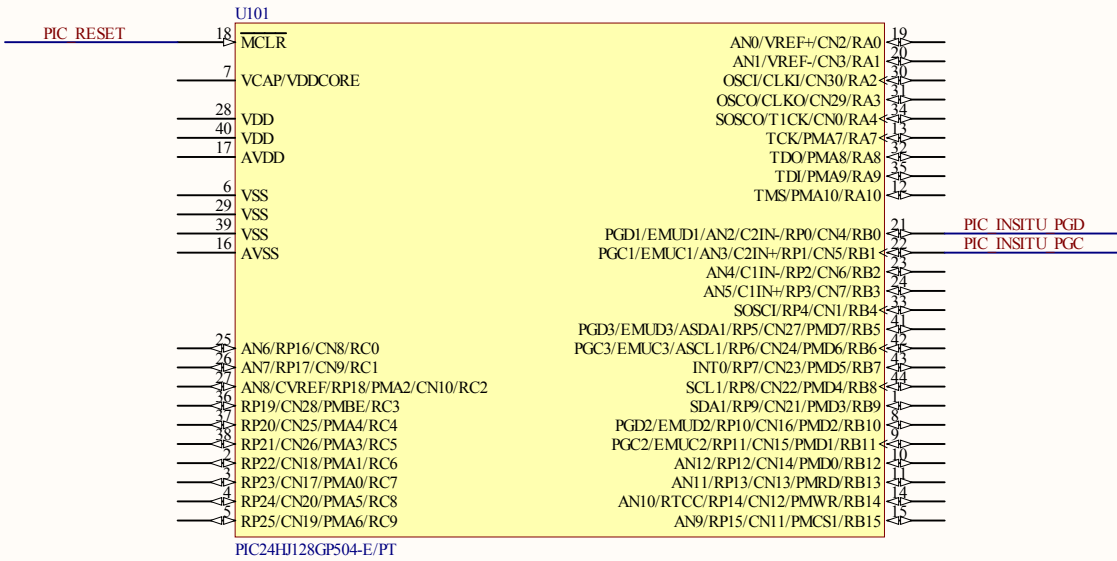 U101
PIC_RESET
18
MCLR
7
VCAP/VDDCORE
28
VDD
40
VDD
17
AVDD
6
VSS
29
VSS
39
VSS
16
AVSS
25
AN6/RP16/CN8/RC0
26
AN7/RP17/CN9/RC1
27
AN8/CVREF/RP18/PMA2/CN10/RC2
36
RP19/CN28/PMBE/RC3
37
RP20/CN25/PMA4/RC4
38
RP21/CN26/PMA3/RC5
2
RP22/CN18/PMA1/RC6
3
RP23/CN17/PMA0/RC7
4
RP24/CN20/PMA5/RC8
5
RP25/CN19/PMA6/RC9
AN0/VREF+/CN2/RA0
19
AN1/VREF-/CN3/RA1
20
OSCI/CLKI/CN30/RA2
30
OSCO/CLKO/CN29/RA3
31
SOSCO/T1CK/CN0/RA4
34
TCK/PMA7/RA7
13
TDO/PMA8/RA8
32
TDI/PMA9/RA9
35
TMS/PMA10/RA10
12
PGD1/EMUD1/AN2/C2IN-/RP0/CN4/RB0
21
PIC_INSITU_PGD
PGC1/EMUC1/AN3/C2IN+/RP1/CN5/RB1
22
PIC_INSITU_PGC
AN4/C1IN-/RP2/CN6/RB2
23
AN5/C1IN+/RP3/CN7/RB3
24
SOSCI/RP4/CN1/RB4
33
PGD3/EMUD3/ASDA1/RP5/CN27/PMD7/RB5
41
PGC3/EMUC3/ASCL1/RP6/CN24/PMD6/RB6
42
INT0/RP7/CN23/PMD5/RB7
43
SCL1/RP8/CN22/PMD4/RB8
44
SDA1/RP9/CN21/PMD3/RB9
1
PGD2/EMUD2/RP10/CN16/PMD2/RB10
8
PGC2/EMUC2/RP11/CN15/PMD1/RB11
9
AN12/RP12/CN14/PMD0/RB12
10
AN11/RP13/CN13/PMRD/RB13
11
AN10/RTCC/RP14/CN12/PMWR/RB14
14
AN9/RP15/CN11/PMCS1/RB15
15
PIC24HJ128GP504-E/PT